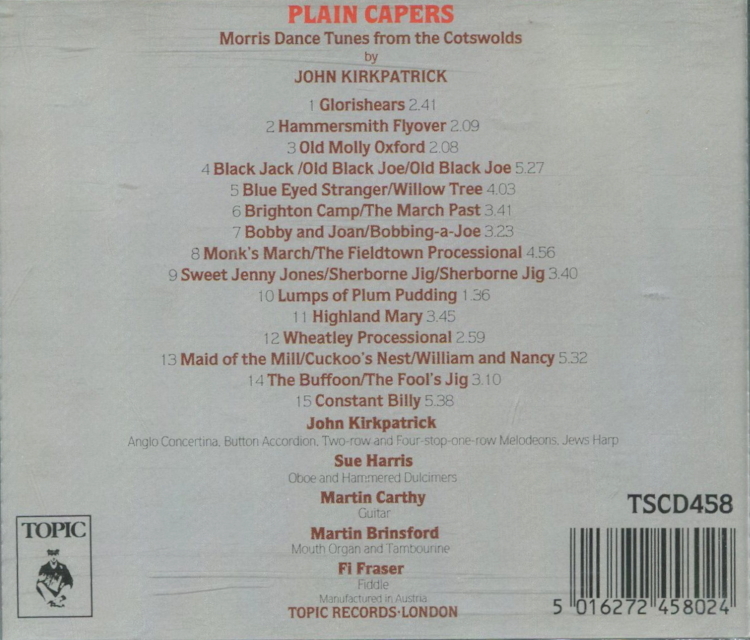 PLAIN CAPERS
Morris Dance Tunes from the Cotswolds
by
JOHN KIRKPATRICK
1 Glorishears 2.41
2 Hammersmith Flyover 2.09
3 Old Molly Oxford 2.08
4 Black Jack /Old Black Joe/Old Black Joe 5.27
5 Blue Eyed Stranger/Willow Tree 4.03
6 Brighton Camp/The March Past 3.41
7 Bobby and Joan/Bobbing-a-Joe 3.23
8 Monk's March/The Fieldtown Processional 4.56
9 Sweet Jenny Jones/Sherborne Jig/Sherborne Jig 3.40
10 Lumps of Plum Pudding 1.36
11 Highland Mary 3.45
12 Wheatley Processional 2.59
13 Maid of the Mill/Cuckoo's Nest/William and Nancy 5.32
14 The Buffoon/The Fool's Jig 3.10
15 Constant Billy 5.38
John Kirkpatrick
Anglo Concertina, Button Accordion, Two-row and Four-stop-one-row Melodeons, Jews Harp
Sue Harris
Oboe and Hammered Dulcimers
Martin Carthy
Guitar
Martin Brinsford
Mouth Organ and Tambourine
Fi Fraser
Fiddle
Manufactured in Austria
TOPIC RECORDS·LONDON
TOPIC
TSCD458
5 016272 458024